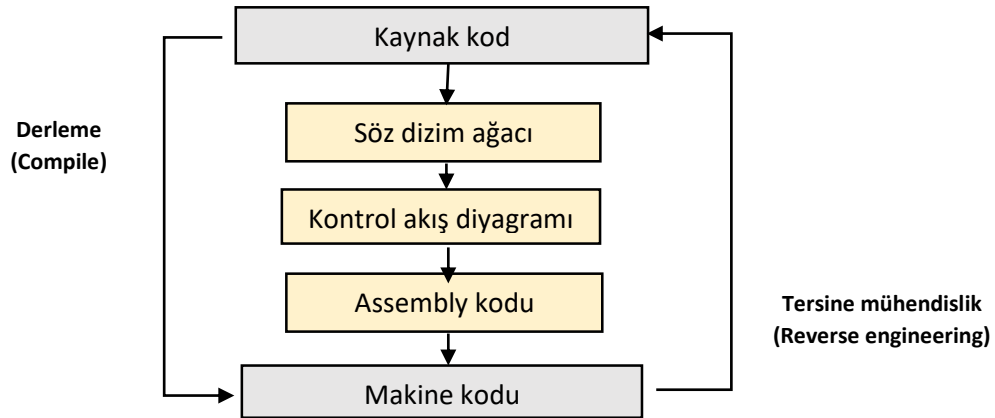 Kaynak kod
Derleme
(Compile)
Söz dizim ağacı
Kontrol akış diyagramı
Assembly kodu
Tersine mühendislik
(Reverse engineering)
Makine kodu